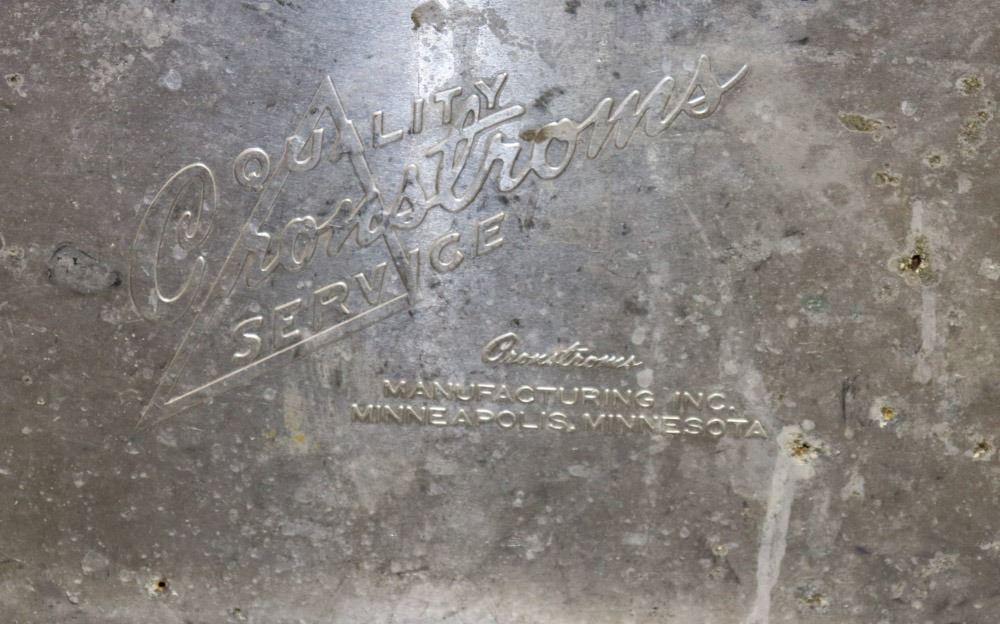 QUALITY
Cronstroms
SERVICE
Cronstroms
MANUFACTURING INC.
MINNEAPOLIS, MINNESOTA